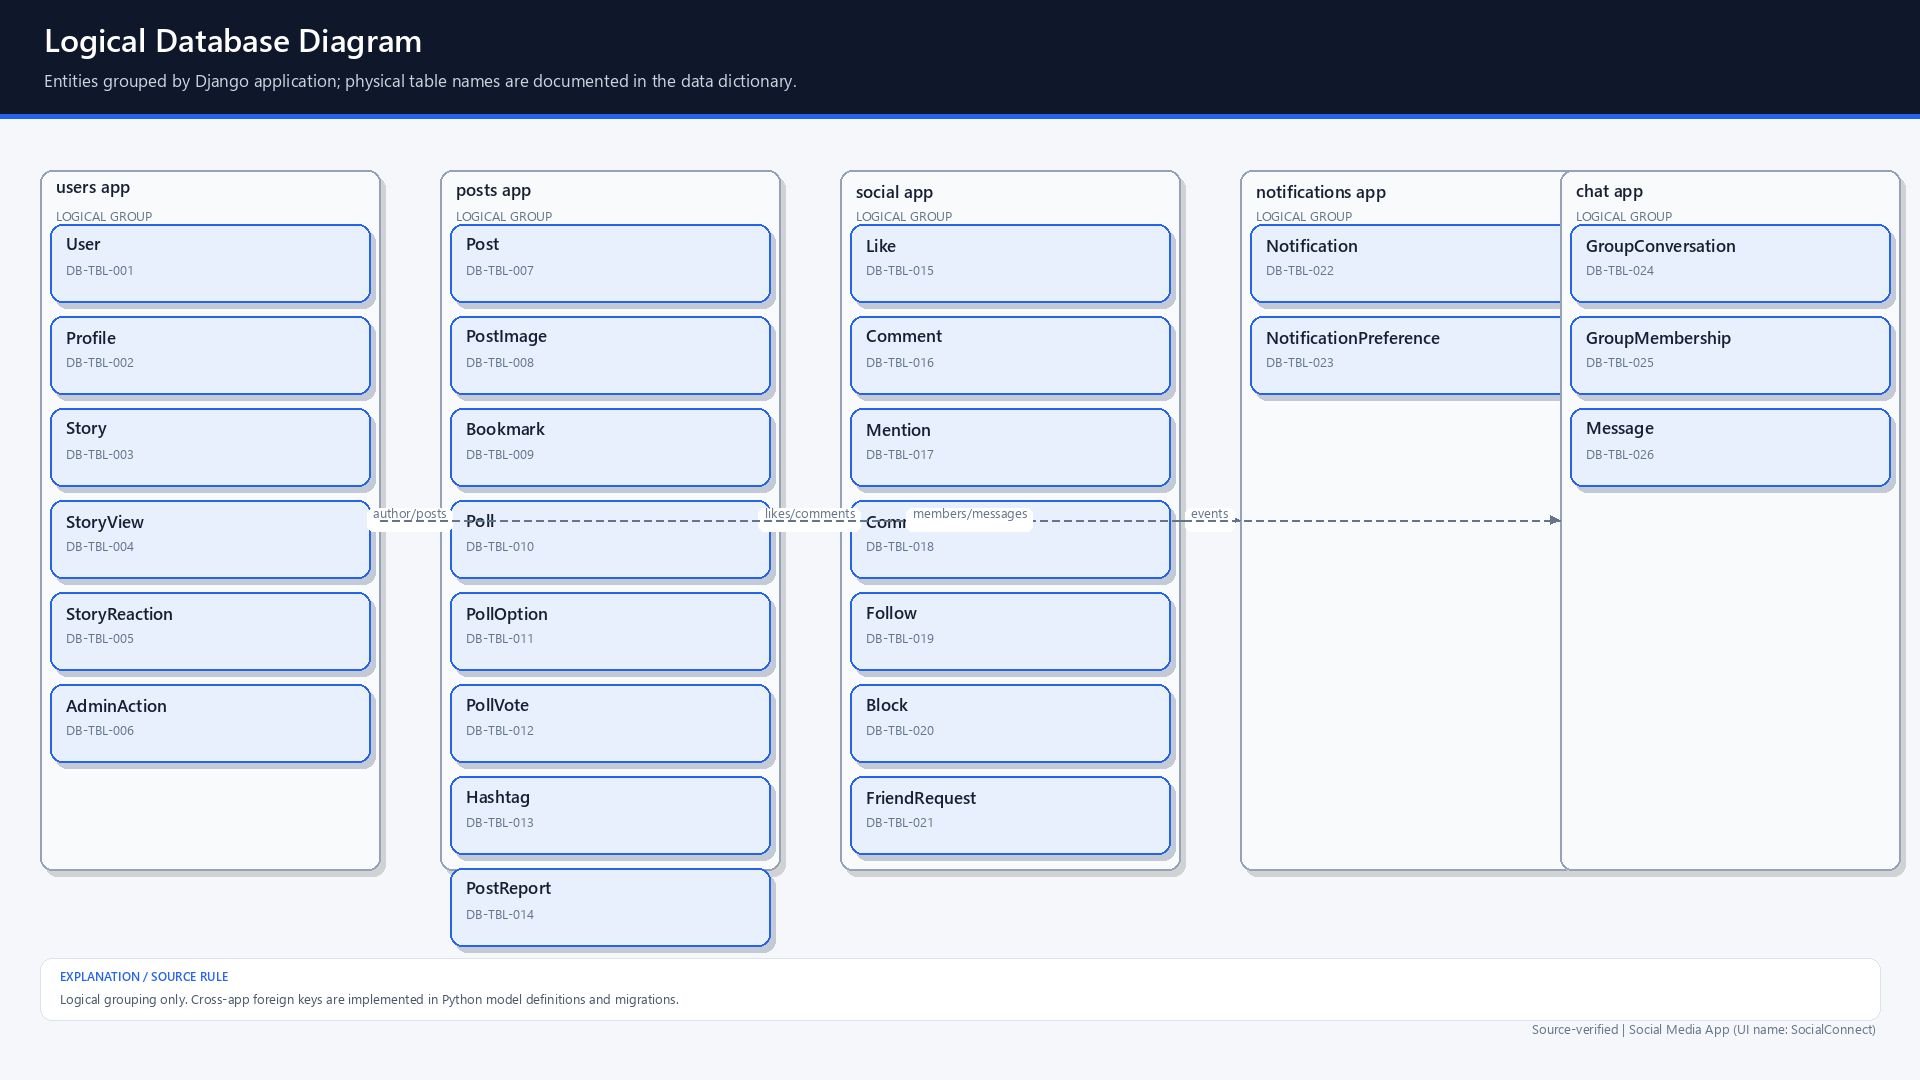 Logical Database Diagram
Entities grouped by Django application; physical table names are documented in the data dictionary.
users app
LOGICAL GROUP
User
DB-TBL-001
Profile
DB-TBL-002
Story
DB-TBL-003
StoryView
DB-TBL-004
StoryReaction
DB-TBL-005
AdminAction
DB-TBL-006
author/posts
posts app
LOGICAL GROUP
Post
DB-TBL-007
PostImage
DB-TBL-008
Bookmark
DB-TBL-009
Poll
DB-TBL-010
PollOption
DB-TBL-011
PollVote
DB-TBL-012
Hashtag
DB-TBL-013
PostReport
DB-TBL-014
likes/comments
social app
LOGICAL GROUP
Like
DB-TBL-015
Comment
DB-TBL-016
Mention
DB-TBL-017
members/messages
DB-TBL-018
Follow
DB-TBL-019
Block
DB-TBL-020
FriendRequest
DB-TBL-021
events
notifications app
LOGICAL GROUP
Notification
DB-TBL-022
NotificationPreference
DB-TBL-023
chat app
LOGICAL GROUP
GroupConversation
DB-TBL-024
GroupMembership
DB-TBL-025
Message
DB-TBL-026
EXPLANATION / SOURCE RULE
Logical grouping only. Cross-app foreign keys are implemented in Python model definitions and migrations.
Source-verified | Social Media App (UI name: SocialConnect)